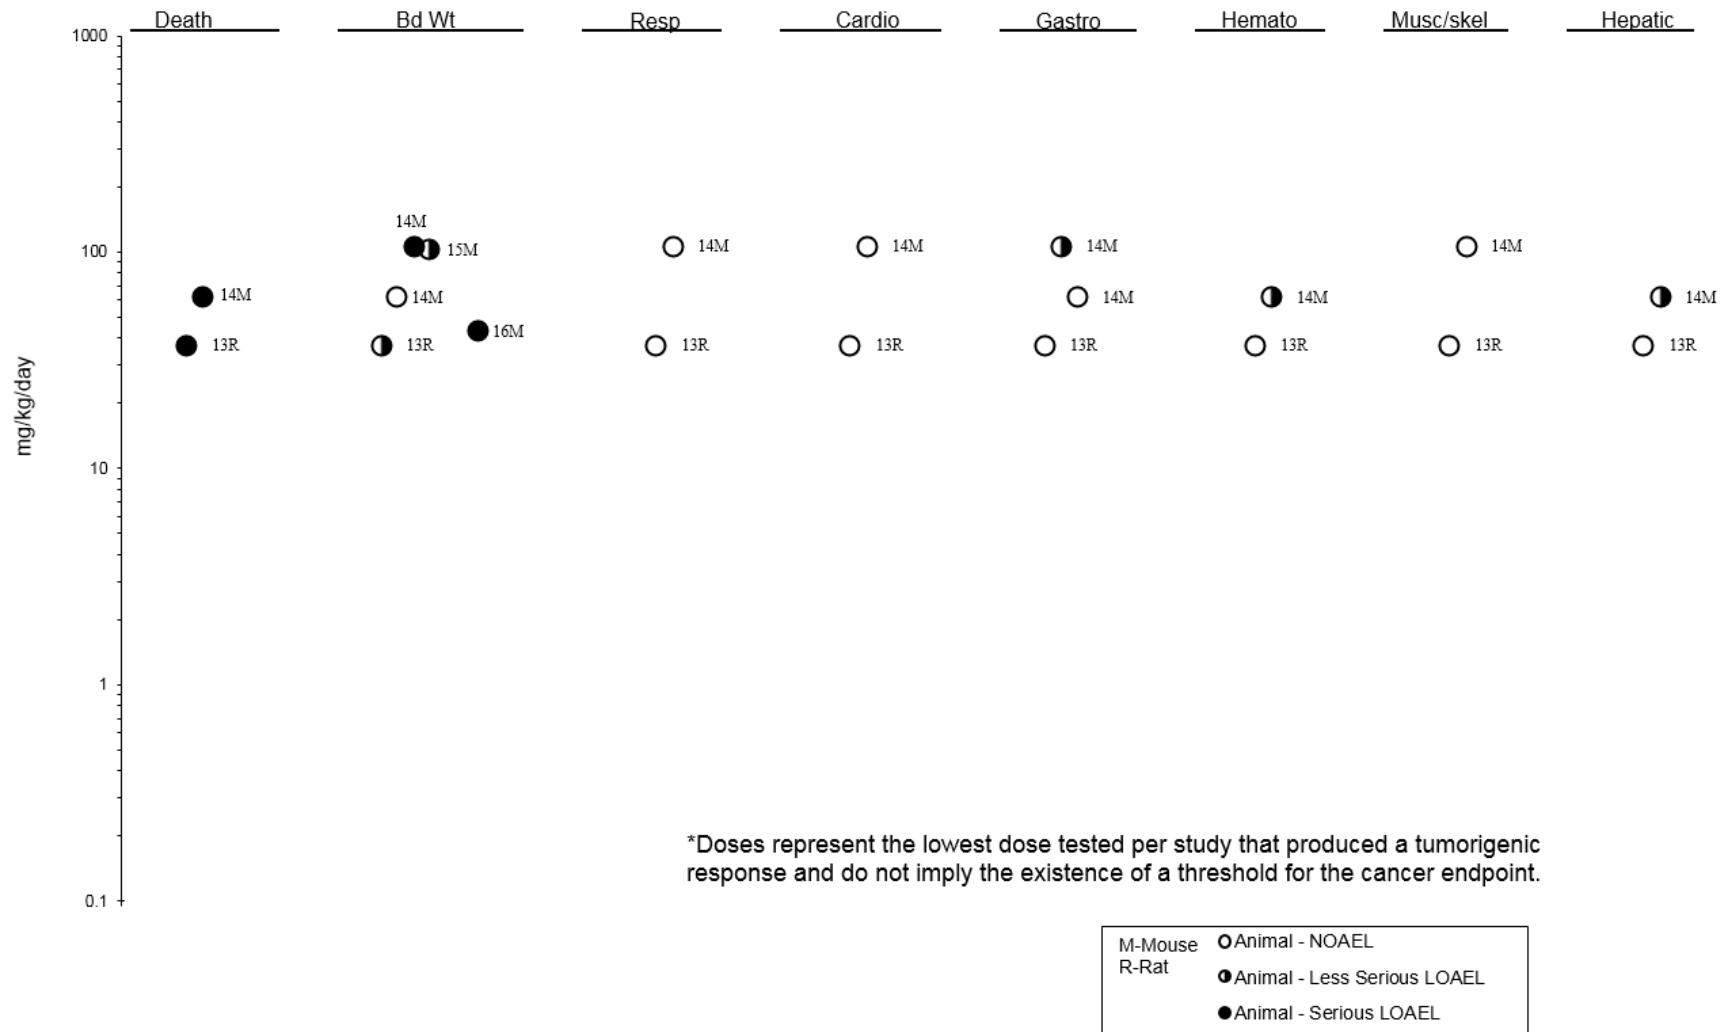 Death Bd Wt Resp Cardio Gastro Hemato Musc/skel Hepatic
1000
14M
100 15M 14M 14M 14M 14M
14M 14M 14M 14M 14M
16M
13R 13R 13R 13R 13R 13R 13R 13R
mg/kg/day
10
1
*Doses represent the lowest dose tested per study that produced a tumorigenic
response and do not imply the existence of a threshold for the cancer endpoint.
0.1
M-Mouse Animal - NOAEL
R-Rat
Animal - Less Serious LOAEL
Animal - Serious LOAEL